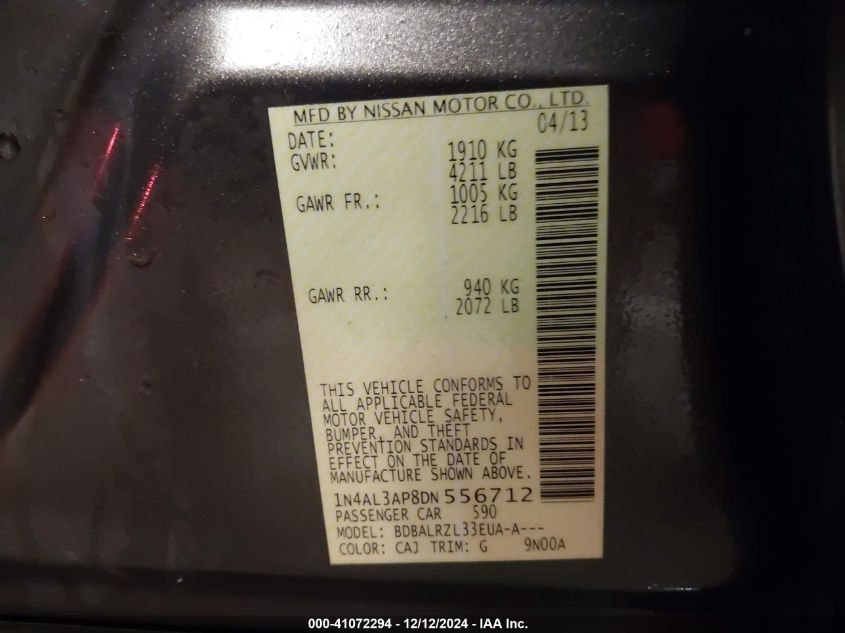 MFD BY NISSAN MOTOR CO., LTD.
DATE: 04/13
GVWR: 1910 KG
4211 LB
GAWR FR.: 1005 KG
2216 LB
GAWR RR.: 940 KG
2072 LB
THIS VEHICLE CONFORMS TO
ALL APPLICABLE FEDERAL
MOTOR VEHICLE SAFETY,
BUMPER, AND THEFT
PREVENTION STANDARDS IN
EFFECT ON THE DATE OF
MANUFACTURE SHOWN ABOVE.
1N4AL3AP8DN 556712
PASSENGER CAR 590
MODEL: BDBALRZL33EUA-A---
COLOR: CAJ TRIM: G 9N00A
000-41072294 - 12/12/2024 - IAA Inc.